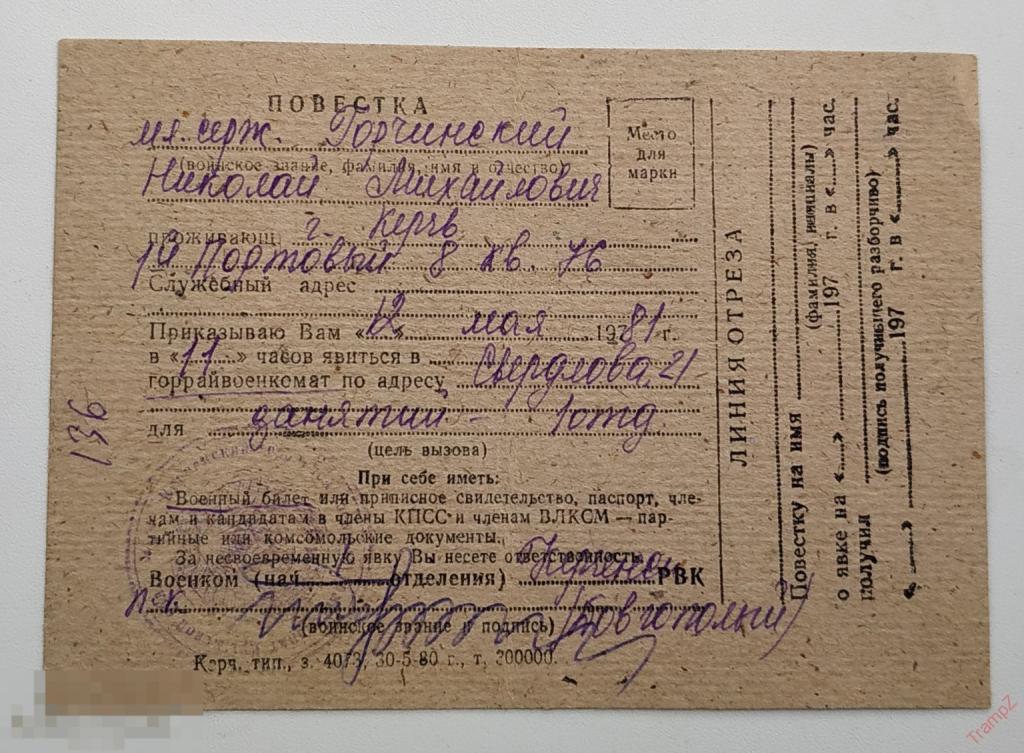 ПОВЕСТКА
мл. серж. Горчинский
(воинское звание, фамилия, имя и отчество)
Николай Михайлович
проживающ. г. Керчь
1й Портовый 8 кв. 76
Служебный адрес
Приказываю Вам «12» мая 1981 г.
в «11» часов явиться в
горрайвоенкомат по адресу Свердлова 21
для занятий - 1 отд.
(цель вызова)
При себе иметь:
Военный билет или приписное свидетельство, паспорт, чле-
нам и кандидатам в члены КПСС и членам ВЛКСМ — пар-
тийные или комсомольские документы.
За несвоевременную явку Вы несете ответственность.
Военком (нач. отделения) РВК
п-к
(воинское звание и подпись)
Керч. тип., з. 4073, 30-5-80 г., т. 300000.
Место
для
марки
ЛИНИЯ ОТРЕЗА
Повестку на имя
(фамилия, инициалы)
о явке на «.....» 197 г. в «.....» час.
получил
(подпись получившего разборчиво)
«.....» 197 г. в «.....» час.
136
TrampZ